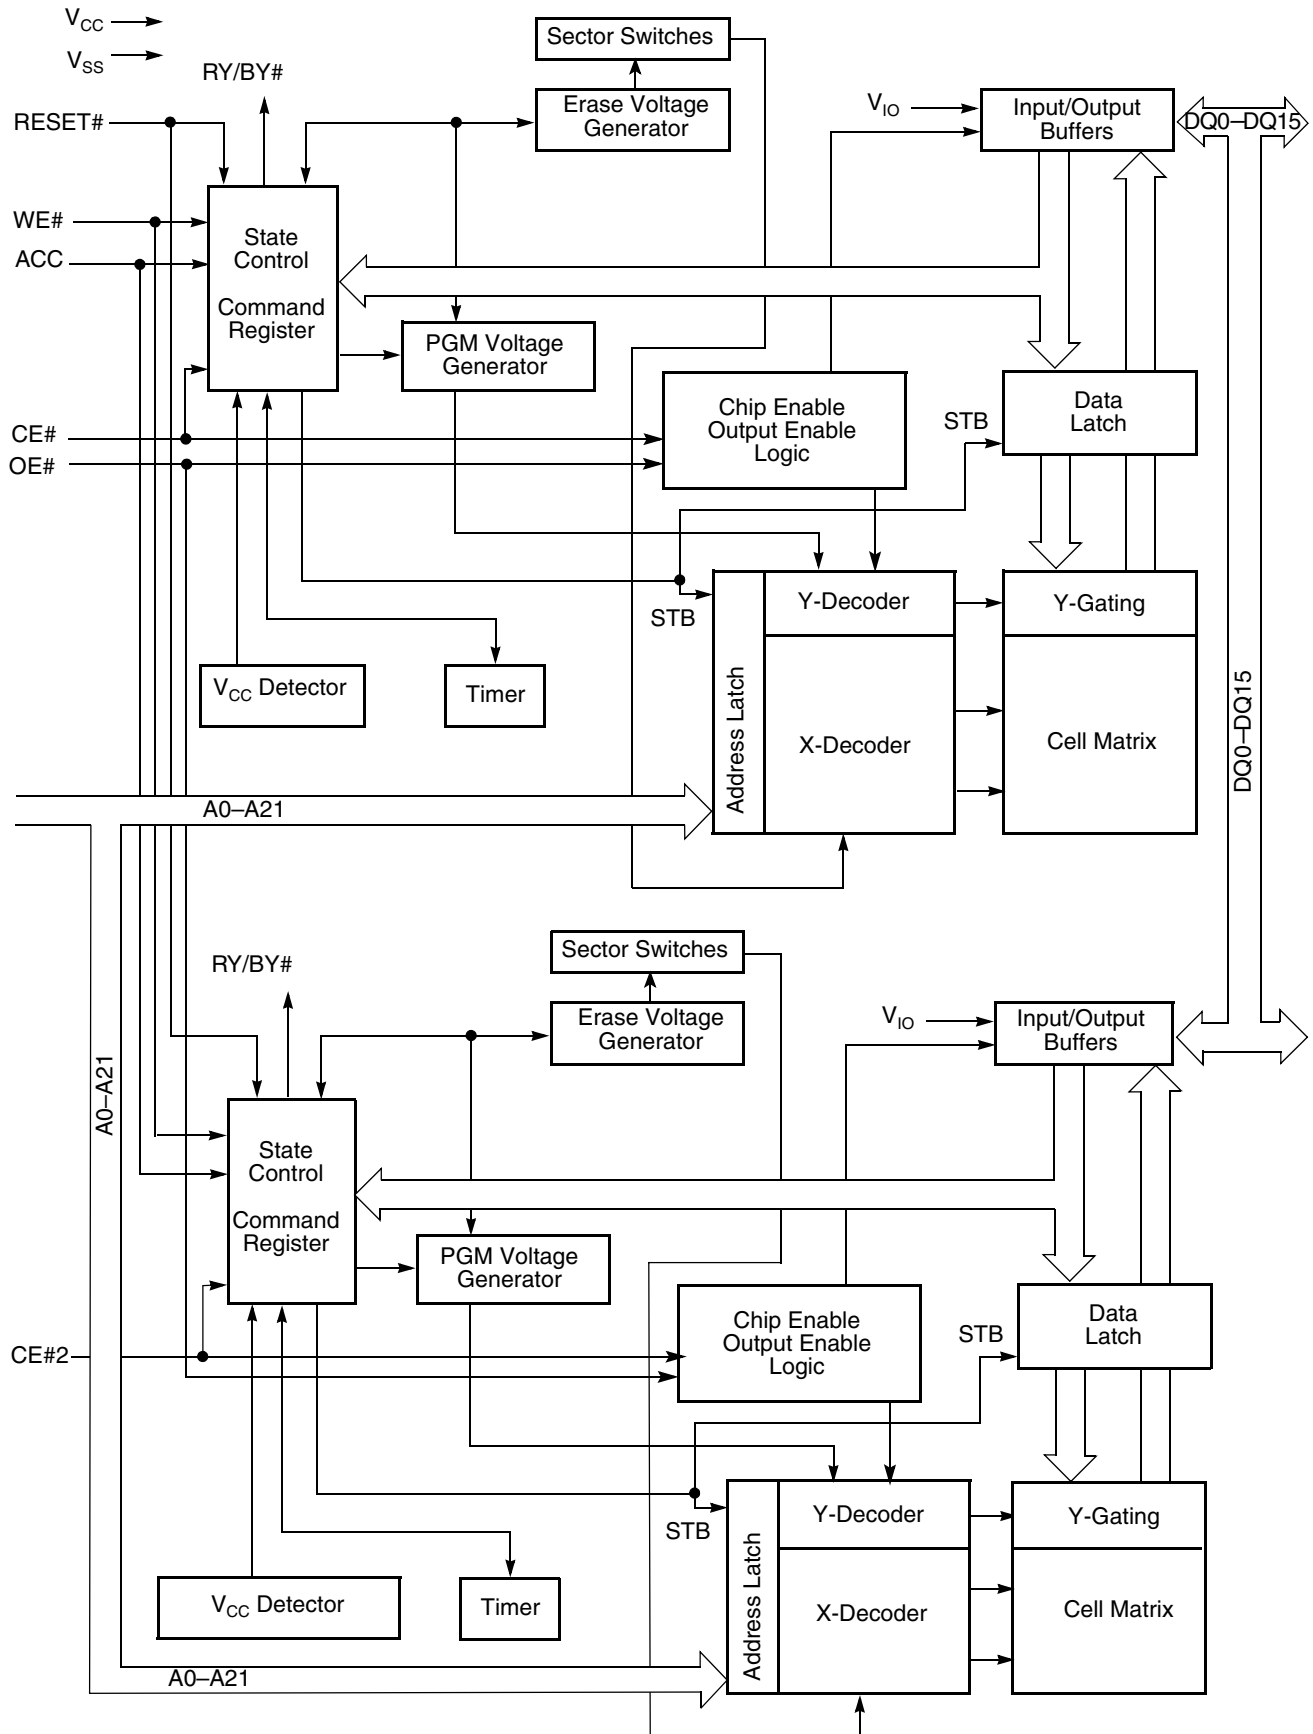 VCC
VSS
RY/BY#
Sector Switches
Erase Voltage
Generator
VIO
Input/Output
Buffers
DQ0–DQ15
RESET#
WE#
ACC
State
Control
Command
Register
PGM Voltage
Generator
CE#
OE#
Chip Enable
Output Enable
Logic
STB
Data
Latch
STB
Address Latch
Y-Decoder
X-Decoder
Y-Gating
Cell Matrix
DQ0–DQ15
VCC Detector
Timer
A0–A21
RY/BY#
Sector Switches
Erase Voltage
Generator
VIO
Input/Output
Buffers
A0–A21
State
Control
Command
Register
PGM Voltage
Generator
CE#2
Chip Enable
Output Enable
Logic
STB
Data
Latch
STB
Address Latch
Y-Decoder
X-Decoder
Y-Gating
Cell Matrix
VCC Detector
Timer
A0–A21